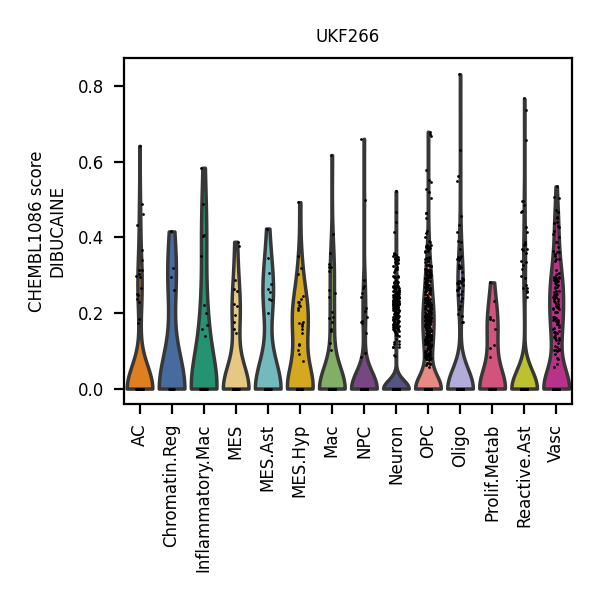 UKF266
CHEMBL1086 score
DIBUCAINE
0.8
0.6
0.4
0.2
0.0
AC
Chromatin.Reg
Inflammatory.Mac
MES
MES.Ast
MES.Hyp
Mac
NPC
Neuron
OPC
Oligo
Prolif.Metab
Reactive.Ast
Vasc